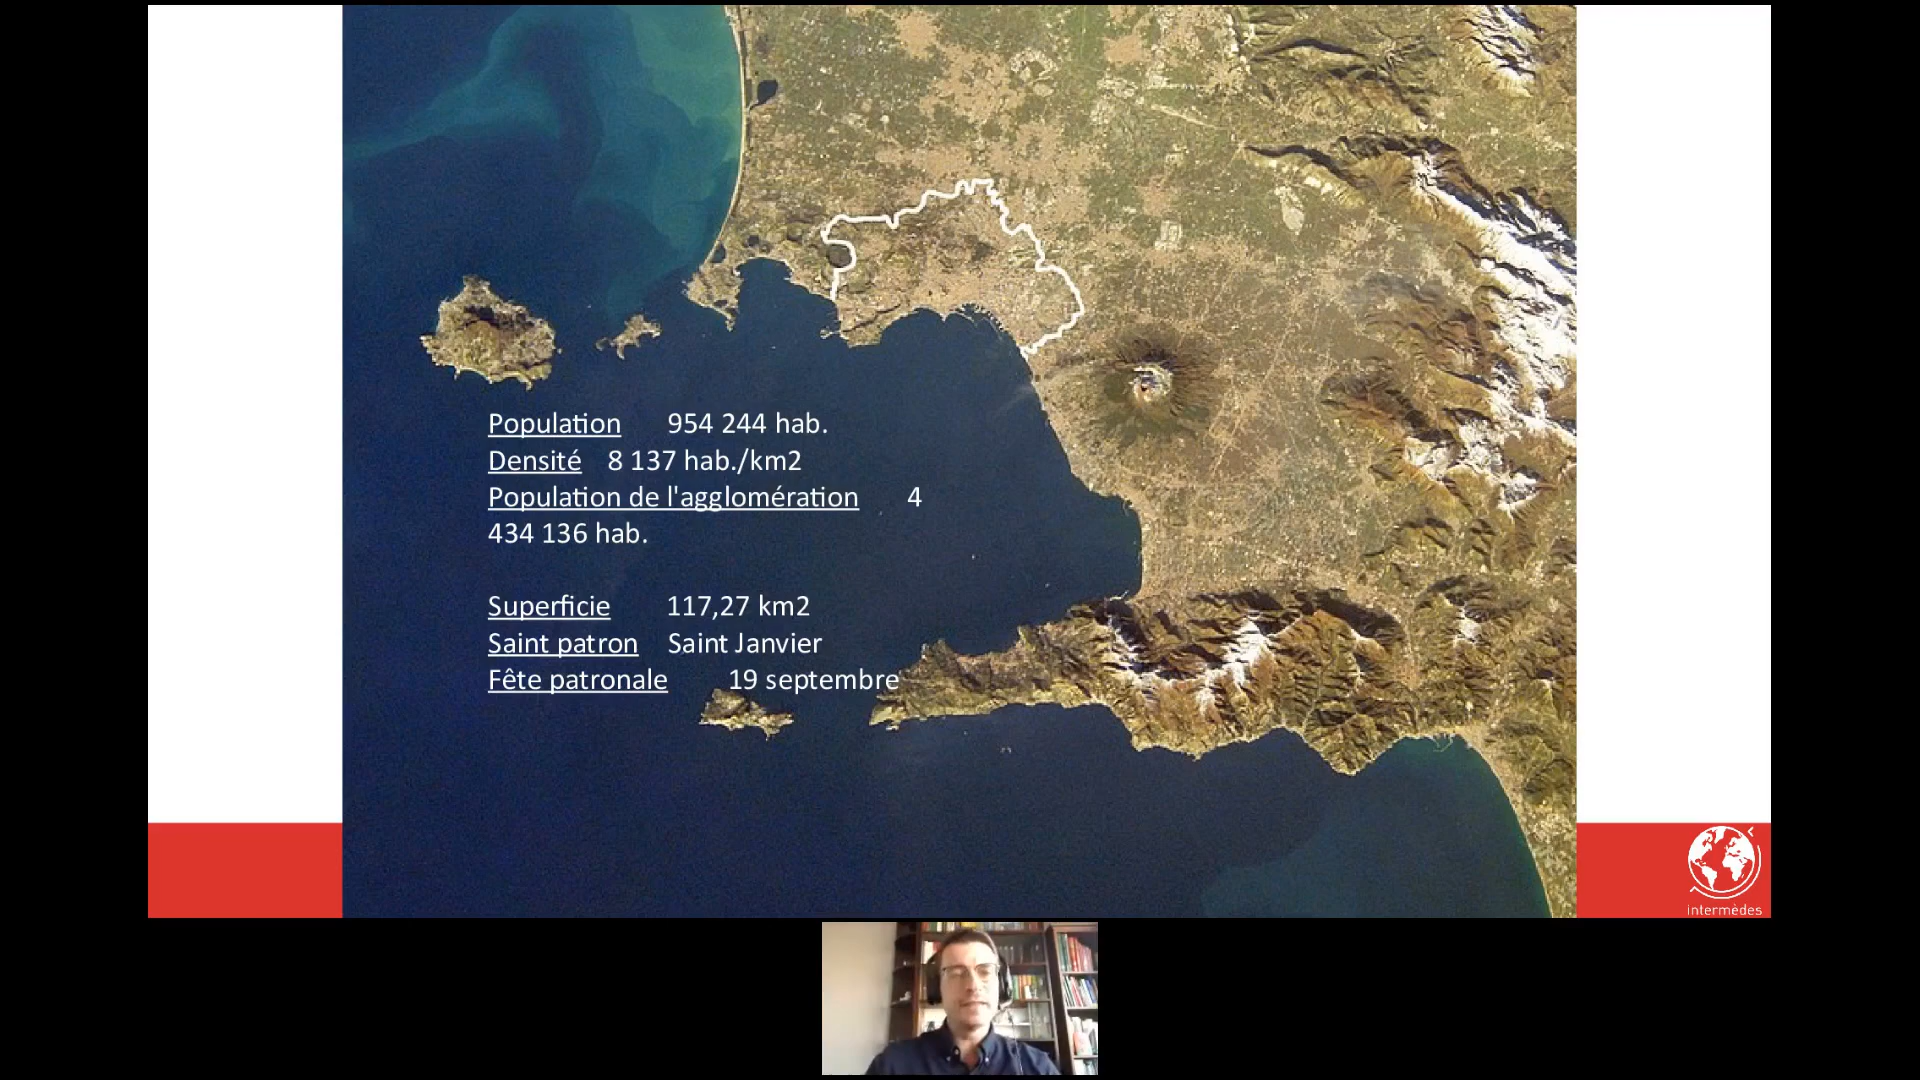 Population 954 244 hab.
Densité 8 137 hab./km2
Population de l'agglomération 4
434 136 hab.
Superficie 117,27 km2
Saint patron Saint Janvier
Fête patronale 19 septembre
intermèdes